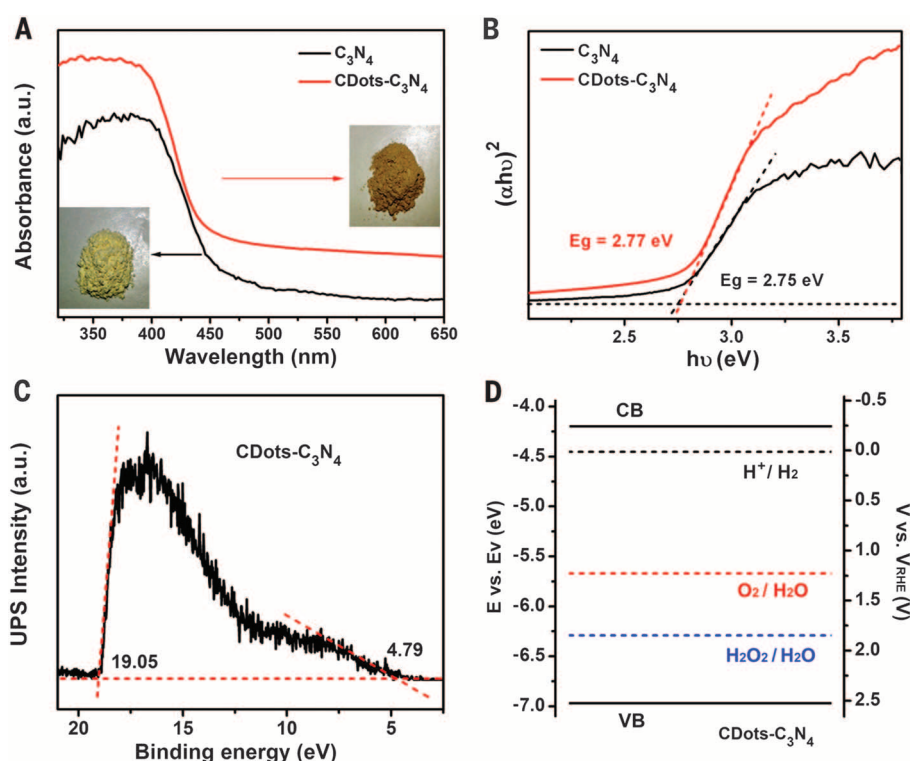 A
C₃N₄
CDots-C₃N₄
Absorbance (a.u.)
350 400 450 500 550 600 650
Wavelength (nm)
B
C₃N₄
CDots-C₃N₄
(αhυ)²
Eg = 2.77 eV
Eg = 2.75 eV
2.5 3.0 3.5
hυ (eV)
C
CDots-C₃N₄
UPS Intensity (a.u.)
19.05
4.79
20 15 10 5
Binding energy (eV)
D
-4.0
-4.5
-5.0
-5.5
-6.0
-6.5
-7.0
E vs. Ev (eV)
CB
H⁺/ H₂
O₂ / H₂O
H₂O₂ / H₂O
VB
CDots-C₃N₄
-0.5
0.0
0.5
1.0
1.5
2.0
2.5
V vs. VRHE (V)